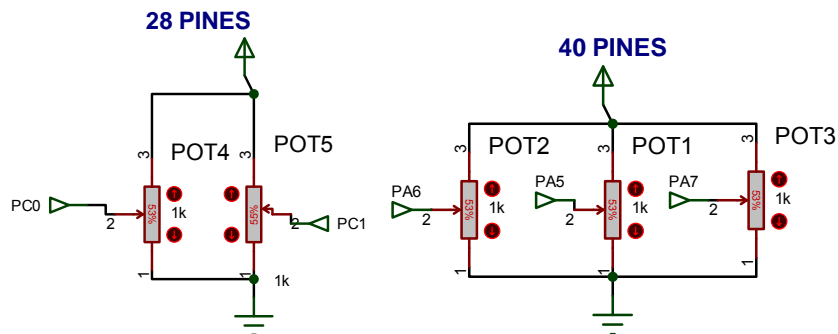 28 PINES
40 PINES
POT4
POT5
POT2
POT1
POT3
3
3
3
3
3
PC0
2
53%
1k
55%
2
PC1
PA6
2
53%
1k
PA5
2
53%
1k
PA7
2
53%
1k
1
1
1k
1
1
1